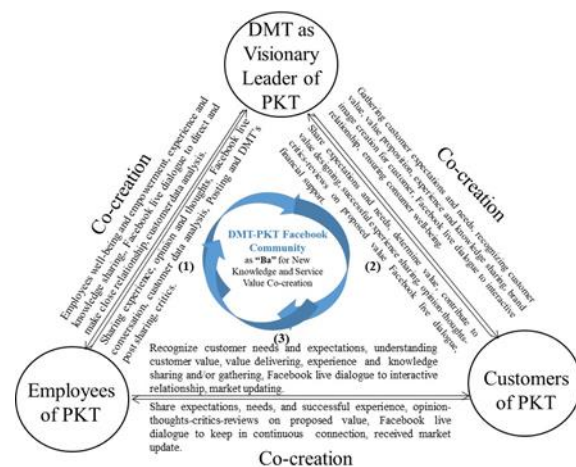 DMT as
Visionary
Leader of
PKT
Co-creation
Employees well-being and empowerment, experience and
knowledge sharing, Facebook live dialogue to direct and
make close relationship, customer data analysis.
Sharing experience, opinion and thoughts, Facebook live
conversation, customer data analysis, Posting and DMT's
post sharing, critics.
(1)
Co-creation
Gathering customer expectations and needs, recognizing customer
value, value proposition, experience and knowledge sharing, brand
image creation for customer, Facebook live dialogue to interactive
relationship, ensuring consumer well-being.
Share expectations and needs, determine value, contribute to
value designing, successful experience sharing, opinion-thoughts-
critics-reviews on proposed value Facebook live dialogue,
financial support.
(2)
DMT-PKT Facebook
Community
as "Ba" for New
Knowledge and Service
Value Co-creation
(3)
Recognize customer needs and expectations, understanding
customer value, value delivering, experience and knowledge
sharing and/or gathering, Facebook live dialogue to interactive
relationship, market updating.
Employees
of PKT
Customers
of PKT
Share expectations, needs, and successful experience, opinion-
thoughts-critics-reviews on proposed value, Facebook live
dialogue to keep in continuous connection, received market
update.
Co-creation